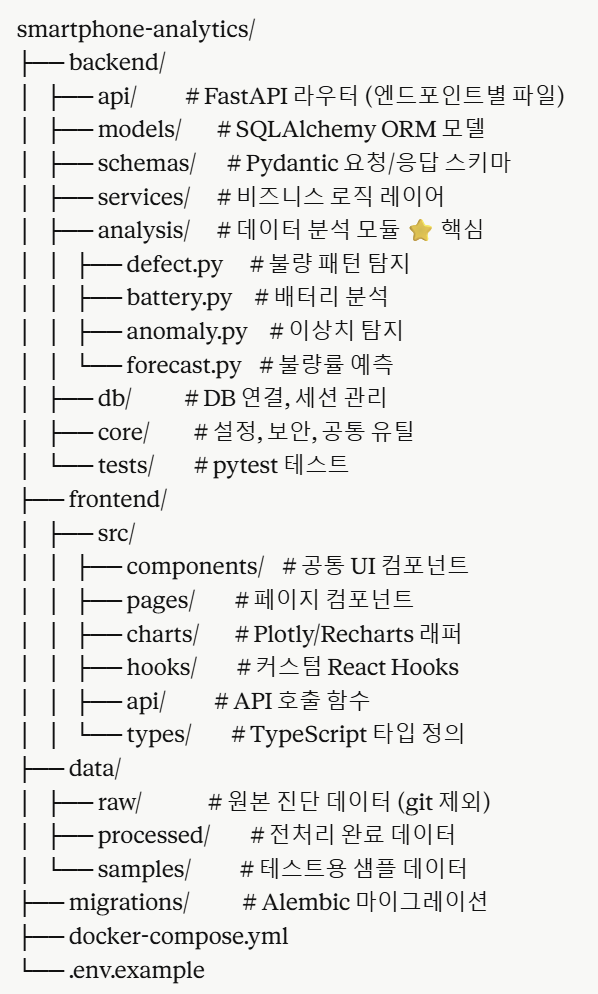 smartphone-analytics/
├── backend/
│ ├── api/ # FastAPI 라우터 (엔드포인트별 파일)
│ ├── models/ # SQLAlchemy ORM 모델
│ ├── schemas/ # Pydantic 요청/응답 스키마
│ ├── services/ # 비즈니스 로직 레이어
│ ├── analysis/ # 데이터 분석 모듈 ⭐ 핵심
│ │ ├── defect.py # 불량 패턴 탐지
│ │ ├── battery.py # 배터리 분석
│ │ ├── anomaly.py # 이상치 탐지
│ │ └── forecast.py # 불량률 예측
│ ├── db/ # DB 연결, 세션 관리
│ ├── core/ # 설정, 보안, 공통 유틸
│ └── tests/ # pytest 테스트
├── frontend/
│ ├── src/
│ │ ├── components/ # 공통 UI 컴포넌트
│ │ ├── pages/ # 페이지 컴포넌트
│ │ ├── charts/ # Plotly/Recharts 래퍼
│ │ ├── hooks/ # 커스텀 React Hooks
│ │ ├── api/ # API 호출 함수
│ │ └── types/ # TypeScript 타입 정의
├── data/
│ ├── raw/ # 원본 진단 데이터 (git 제외)
│ ├── processed/ # 전처리 완료 데이터
│ └── samples/ # 테스트용 샘플 데이터
├── migrations/ # Alembic 마이그레이션
├── docker-compose.yml
└── .env.example